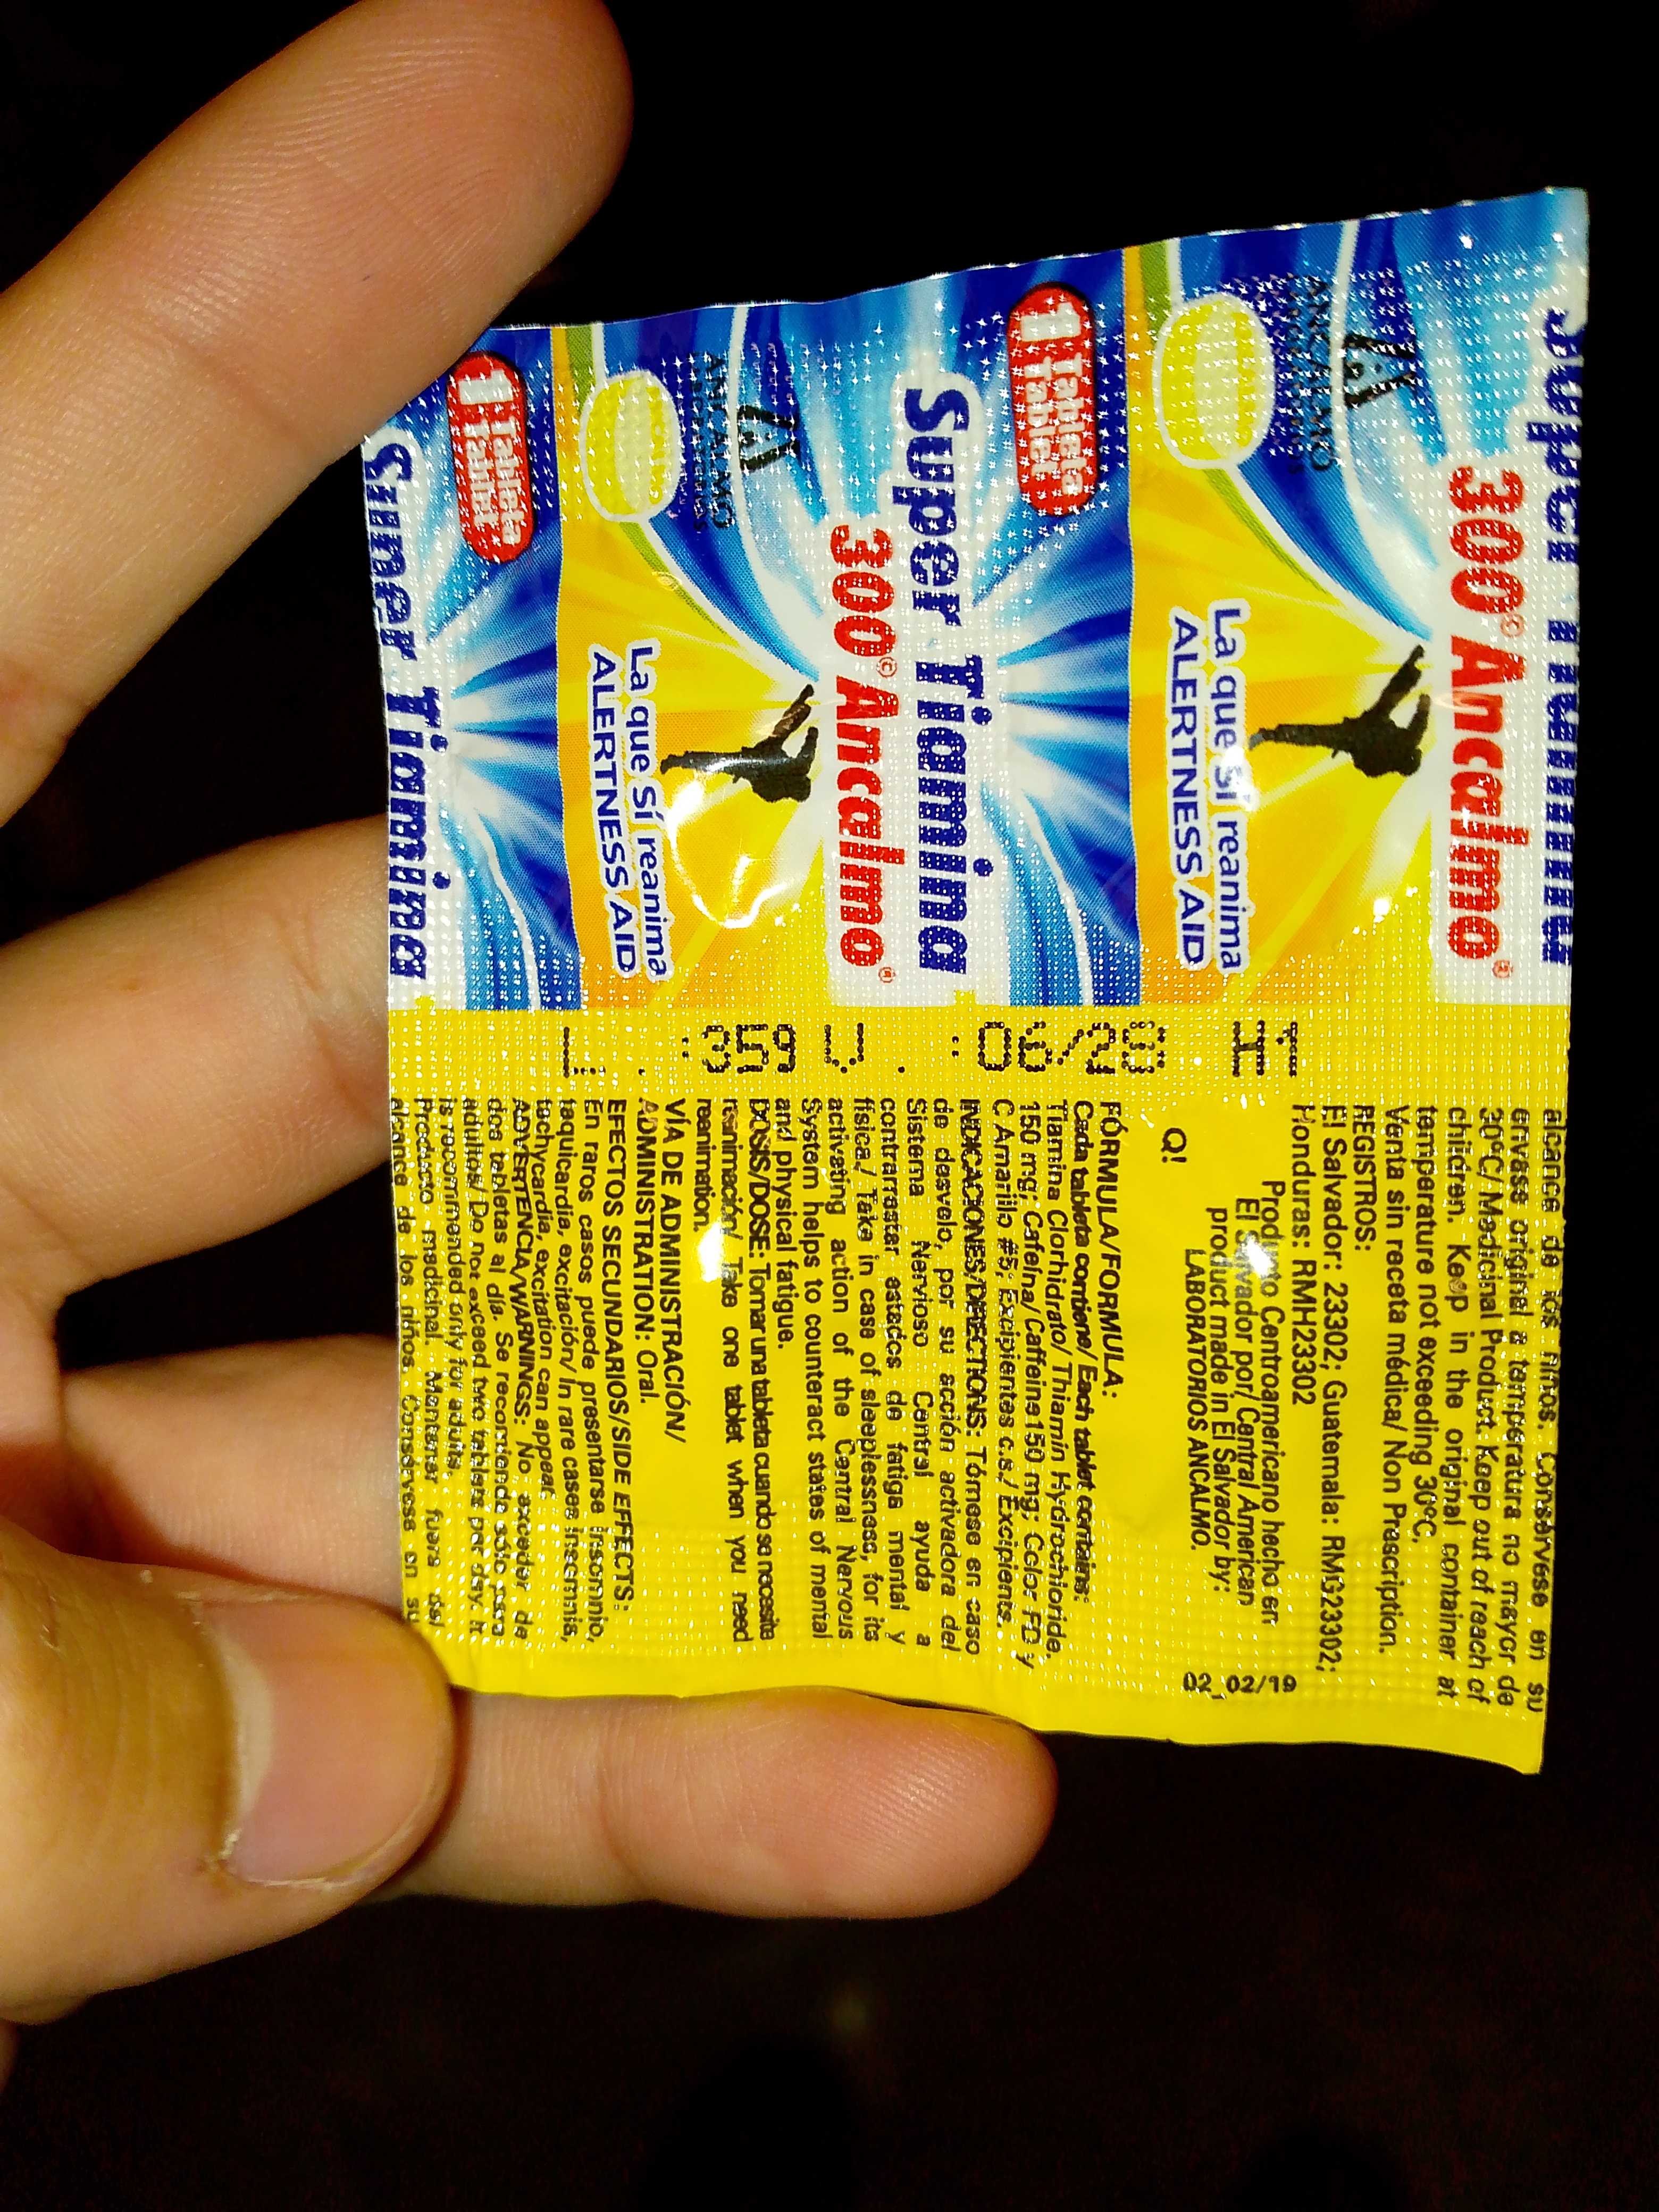 Super Tiamina
300® Ancalmo®
La que Sí reanima
ALERTNESS AID
ANCALMO
1 Tableta
Tablet
Super Tiamina
300® Ancalmo®
La que Sí reanima
ALERTNESS AID
ANCALMO
1 Tableta
Tablet
Super Tiamina
alcance de los niños. Consérvese en su
envase original a temperatura no mayor de
30°C/ Medicinal Product. Keep out of reach of
children. Keep in the original container at
temperature not exceeding 30°C.
Venta sin receta médica/ Non Prescription.
REGISTROS:
El Salvador: 23302; Guatemala: RMG23302;
Honduras: RMH23302
Producto Centroamericano hecho en
El Salvador por/ Central American
product made in El Salvador by:
LABORATORIOS ANCALMO.
Q!
02/19
FÓRMULA/FORMULA:
Cada tableta contiene/ Each tablet contains:
Tiamina Clorhidrato/ Thiamin Hydrochloride,
150 mg; Cafeína/ Caffeine 150 mg; Color FD y
C Amarillo #5; Excipientes c.s./ Excipients.
INDICACIONES/DIRECTIONS: Tómese en caso
de desvelo, por su acción activadora del
Sistema Nervioso Central ayuda a
contrarrestar estados de fatiga mental y
física./ Take in case of sleeplessness, for its
activating action of the Central Nervous
System helps to counteract states of mental
and physical fatigue.
DOSIS/DOSE: Tomar una tableta cuando se necesite
reanimación/ Take one tablet when you need
reanimation.
VÍA DE ADMINISTRACIÓN/
ADMINISTRATION: Oral.
EFECTOS SECUNDARIOS/SIDE EFFECTS:
En raros casos puede presentarse insomnio,
taquicardia, excitación/ In rare cases insomnia,
tachycardia, excitation can appear.
ADVERTENCIA/WARNINGS: No exceder de
dos tabletas al día. Se recomienda sólo para
adultos/ Do not exceed two tablets per day. It
is recommended only for adults.
Producto medicinal. Mantener fuera del
alcance de los niños. Consérvese en su